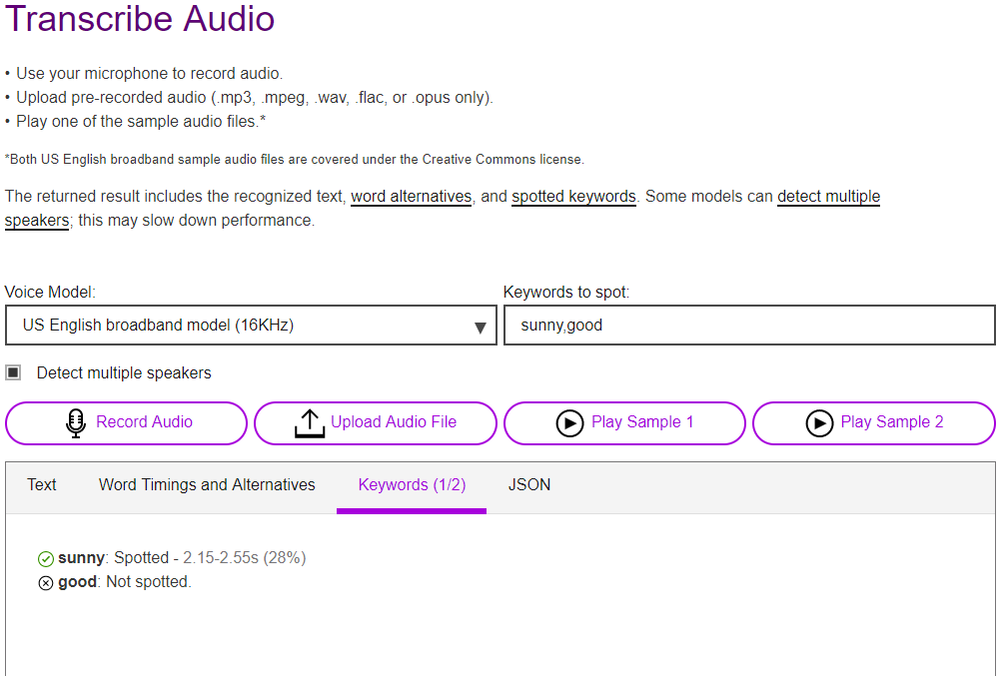 Transcribe Audio
• Use your microphone to record audio.
• Upload pre-recorded audio (.mp3, .mpeg, .wav, .flac, or .opus only).
• Play one of the sample audio files.*
*Both US English broadband sample audio files are covered under the Creative Commons license.
The returned result includes the recognized text, word alternatives, and spotted keywords. Some models can detect multiple
speakers; this may slow down performance.
Voice Model:
Keywords to spot:
US English broadband model (16KHz)
sunny,good
Detect multiple speakers
Record Audio
Upload Audio File
Play Sample 1
Play Sample 2
Text
Word Timings and Alternatives
Keywords (1/2)
JSON
sunny: Spotted - 2.15-2.55s (28%)
good: Not spotted.